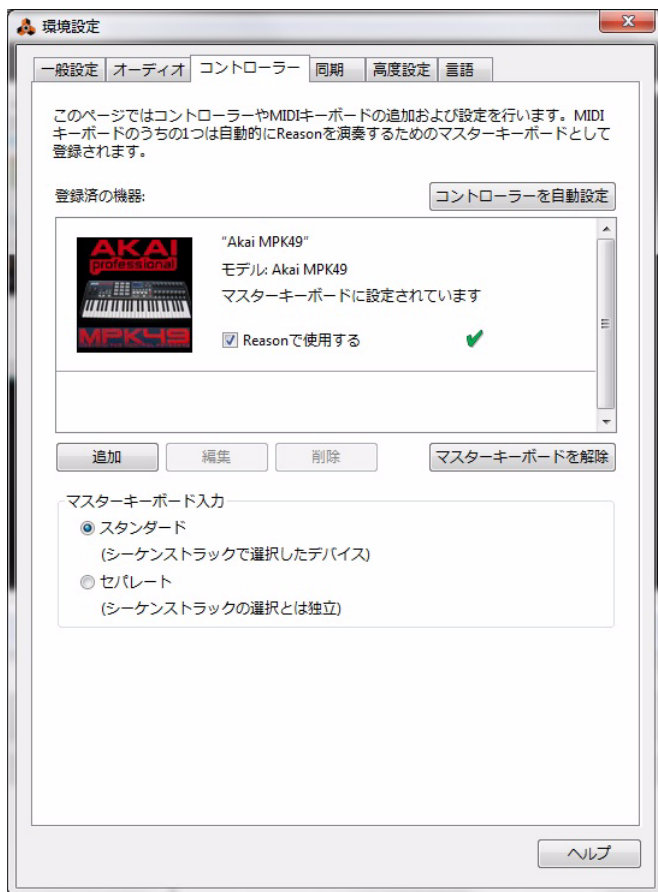 環境設定
一般設定 オーディオ コントローラー 同期 高度設定 言語
このページではコントローラーやMIDIキーボードの追加および設定を行います。MIDI
キーボードのうちの1つは自動的にReasonを演奏するためのマスターキーボードとして
登録されます。
登録済の機器:
コントローラーを自動設定
AKAI
professional
MPK49
"Akai MPK49"
モデル: Akai MPK49
マスターキーボードに設定されています
Reasonで使用する
追加 編集 削除 マスターキーボードを解除
マスターキーボード入力
スタンダード
(シーケンストラックで選択したデバイス)
セパレート
(シーケンストラックの選択とは独立)
ヘルプ